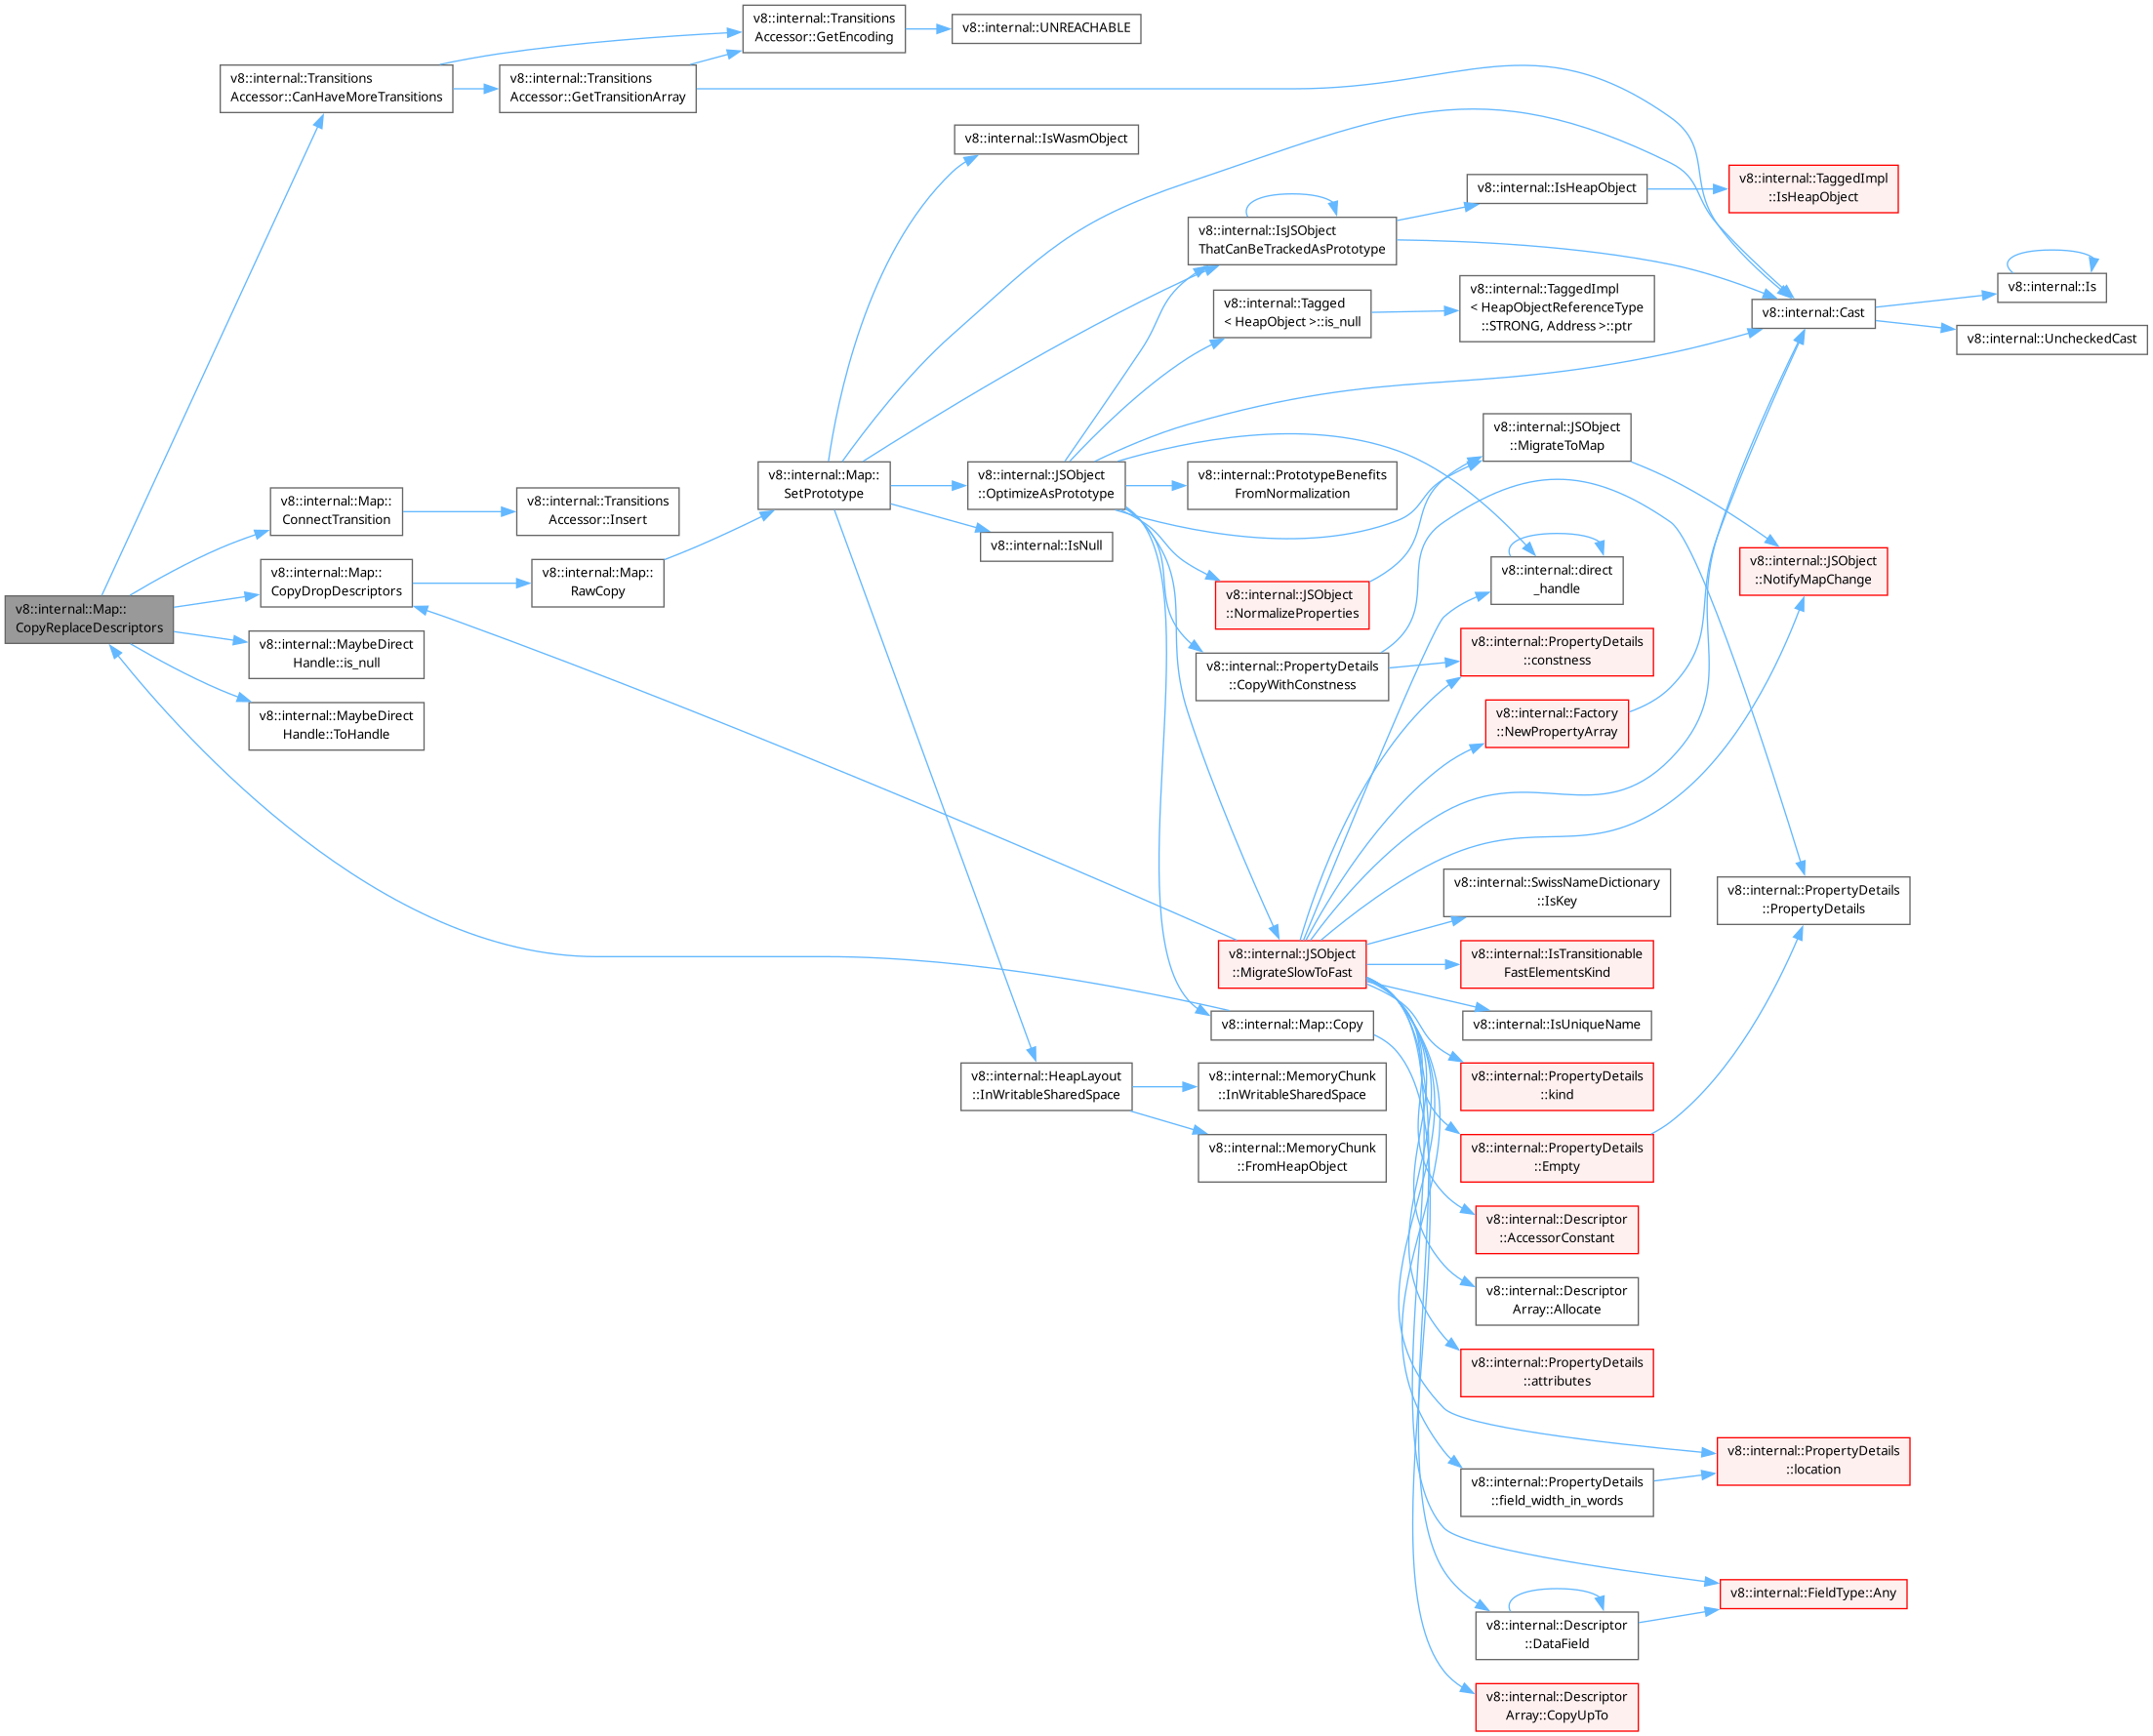 v8::internal::Transitions
Accessor::GetEncoding
v8::internal::UNREACHABLE
v8::internal::Transitions
Accessor::CanHaveMoreTransitions
v8::internal::Transitions
Accessor::GetTransitionArray
v8::internal::IsWasmObject
v8::internal::IsHeapObject
v8::internal::TaggedImpl
::IsHeapObject
v8::internal::IsJSObject
ThatCanBeTrackedAsPrototype
v8::internal::Is
v8::internal::Tagged
< HeapObject >::is_null
v8::internal::TaggedImpl
< HeapObjectReferenceType
::STRONG, Address >::ptr
v8::internal::Cast
v8::internal::UncheckedCast
v8::internal::JSObject
::MigrateToMap
v8::internal::Map::
SetPrototype
v8::internal::JSObject
::OptimizeAsPrototype
v8::internal::PrototypeBenefits
FromNormalization
v8::internal::Map::
ConnectTransition
v8::internal::Transitions
Accessor::Insert
v8::internal::IsNull
v8::internal::Map::
CopyDropDescriptors
v8::internal::Map::
RawCopy
v8::internal::direct
_handle
v8::internal::JSObject
::NotifyMapChange
v8::internal::JSObject
::NormalizeProperties
v8::internal::Map::
CopyReplaceDescriptors
v8::internal::MaybeDirect
Handle::is_null
v8::internal::PropertyDetails
::CopyWithConstness
v8::internal::PropertyDetails
::constness
v8::internal::MaybeDirect
Handle::ToHandle
v8::internal::Factory
::NewPropertyArray
v8::internal::SwissNameDictionary
::IsKey
v8::internal::PropertyDetails
::PropertyDetails
v8::internal::JSObject
::MigrateSlowToFast
v8::internal::IsTransitionable
FastElementsKind
v8::internal::Map::Copy
v8::internal::IsUniqueName
v8::internal::HeapLayout
::InWritableSharedSpace
v8::internal::MemoryChunk
::InWritableSharedSpace
v8::internal::PropertyDetails
::kind
v8::internal::MemoryChunk
::FromHeapObject
v8::internal::PropertyDetails
::Empty
v8::internal::Descriptor
::AccessorConstant
v8::internal::Descriptor
Array::Allocate
v8::internal::PropertyDetails
::attributes
v8::internal::PropertyDetails
::location
v8::internal::PropertyDetails
::field_width_in_words
v8::internal::FieldType::Any
v8::internal::Descriptor
::DataField
v8::internal::Descriptor
Array::CopyUpTo